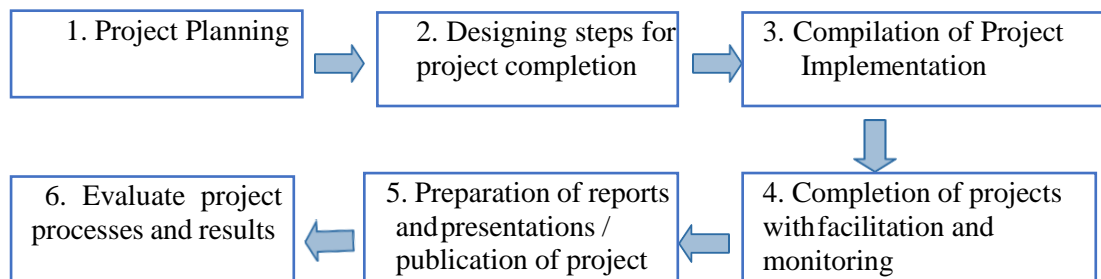 1. Project Planning
2. Designing steps for
project completion
3. Compilation of Project
Implementation
4. Completion of projects
with facilitation and
monitoring
5. Preparation of reports
and presentations /
publication of project
6. Evaluate project
processes and results